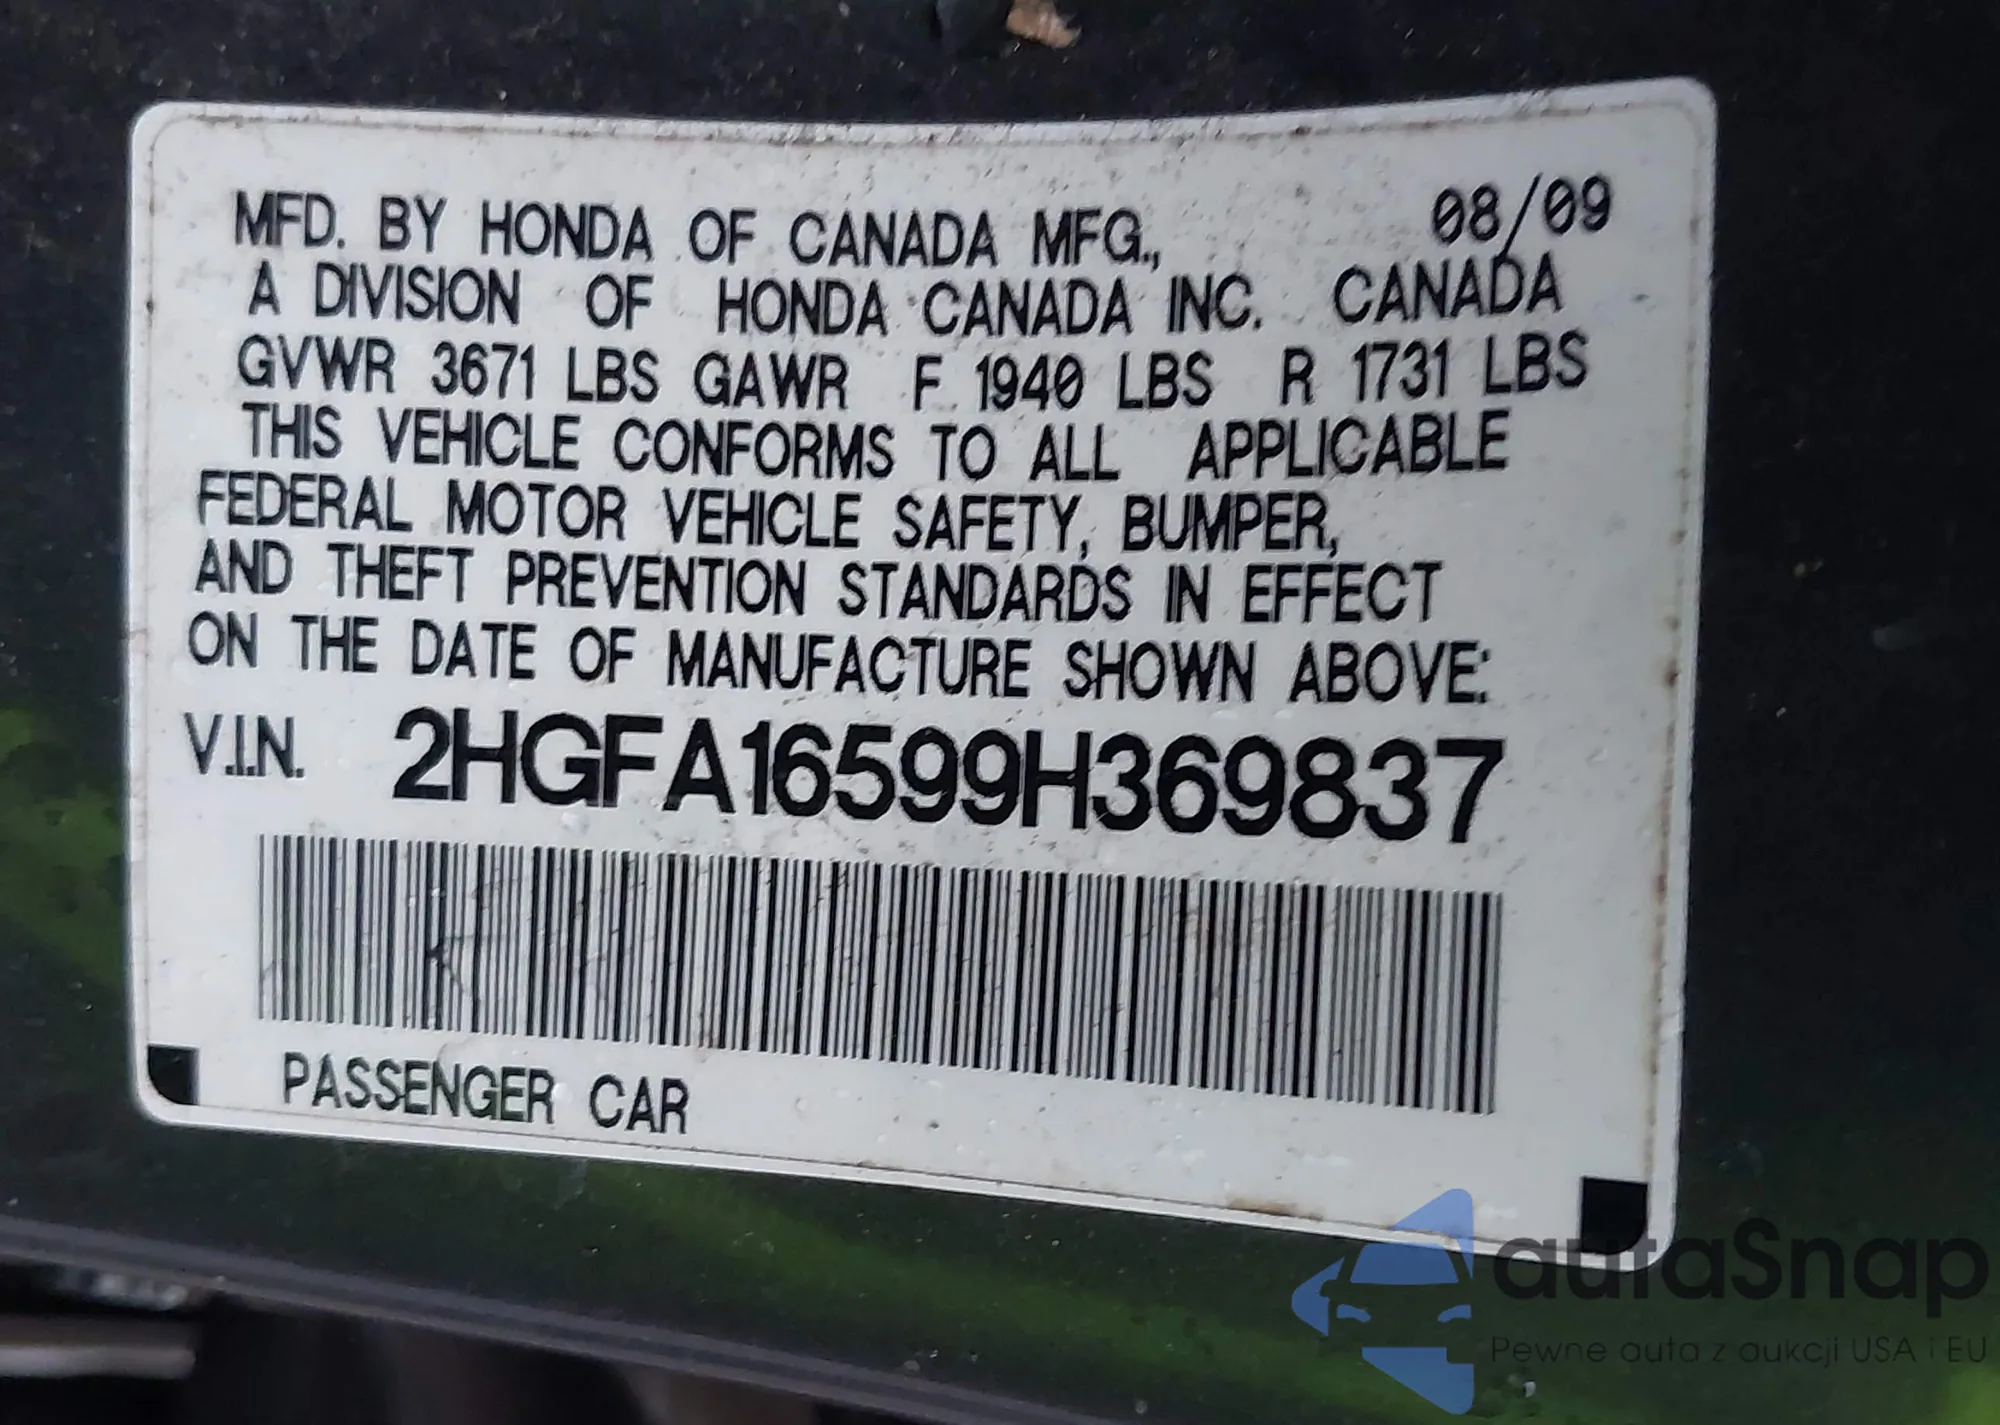 MFD. BY HONDA OF CANADA MFG., 08/09
A DIVISION OF HONDA CANADA INC. CANADA
GVWR 3671 LBS GAWR F 1940 LBS R 1731 LBS
THIS VEHICLE CONFORMS TO ALL APPLICABLE
FEDERAL MOTOR VEHICLE SAFETY, BUMPER,
AND THEFT PREVENTION STANDARDS IN EFFECT
ON THE DATE OF MANUFACTURE SHOWN ABOVE:
V.I.N. 2HGFA16599H369837
PASSENGER CAR
autaSnap
Pewne auta z aukcji USA i EU